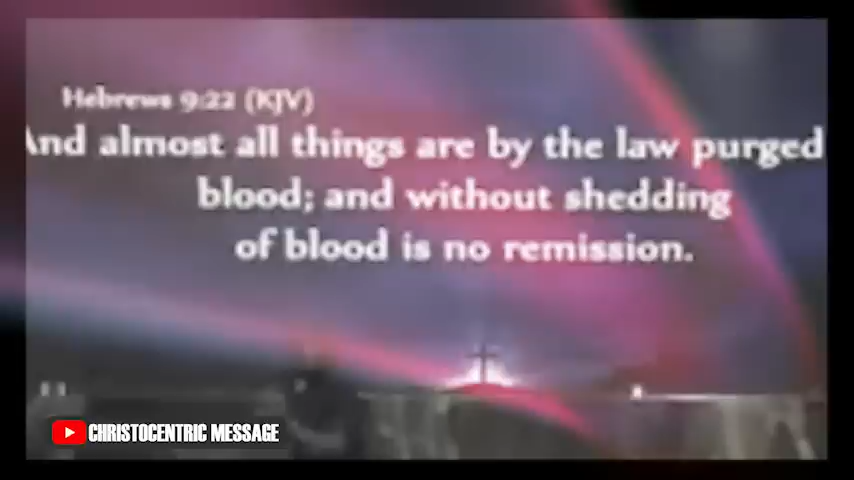 Hebrews 9:22 (KJV)
And almost all things are by the law purged
blood; and without shedding
of blood is no remission.
CHRISTOCENTRIC MESSAGE